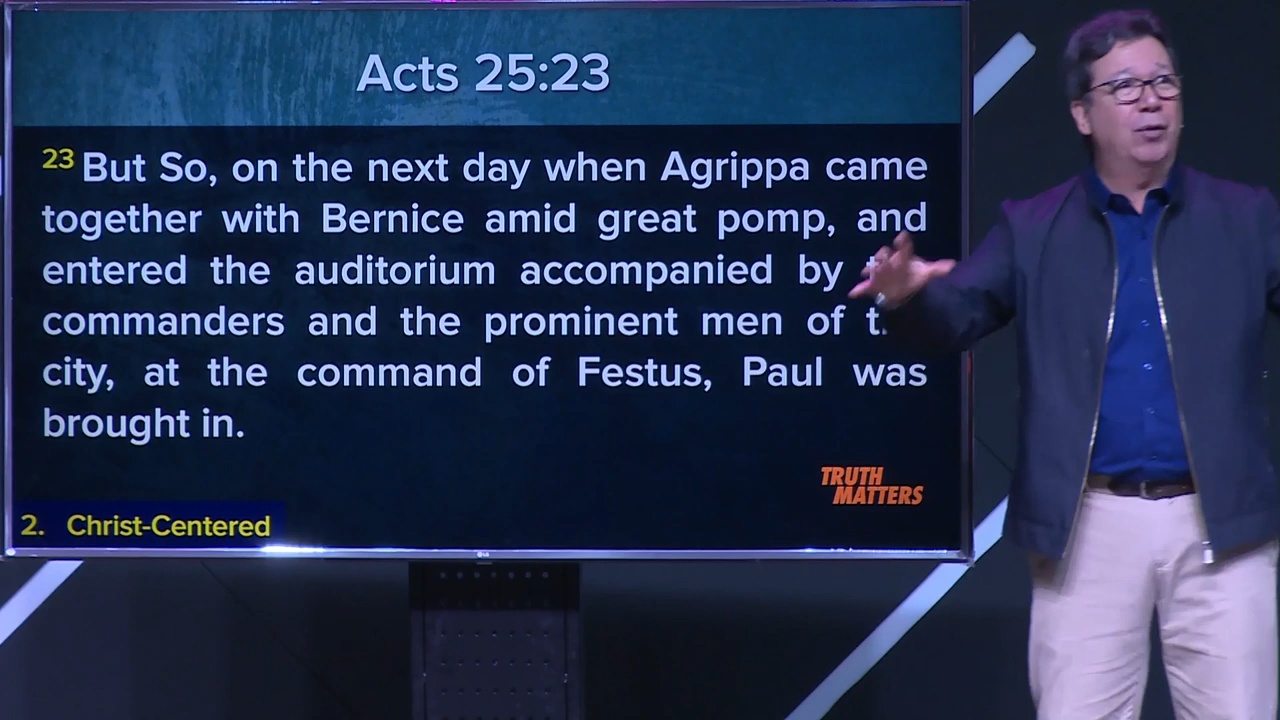 Acts 25:23
23 But So, on the next day when Agrippa came
together with Bernice amid great pomp, and
entered the auditorium accompanied by
commanders and the prominent men of
city, at the command of Festus, Paul was
brought in.
TRUTH
MATTERS
2. Christ-Centered
LG